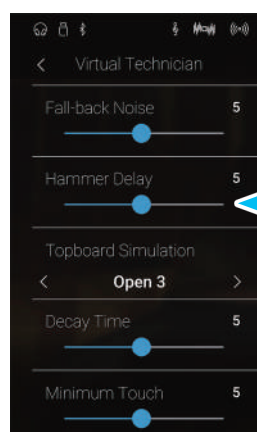 < Virtual Technician
Fall-back Noise 5
Hammer Delay 5
Topboard Simulation
< Open 3 >
Decay Time 5
Minimum Touch 5